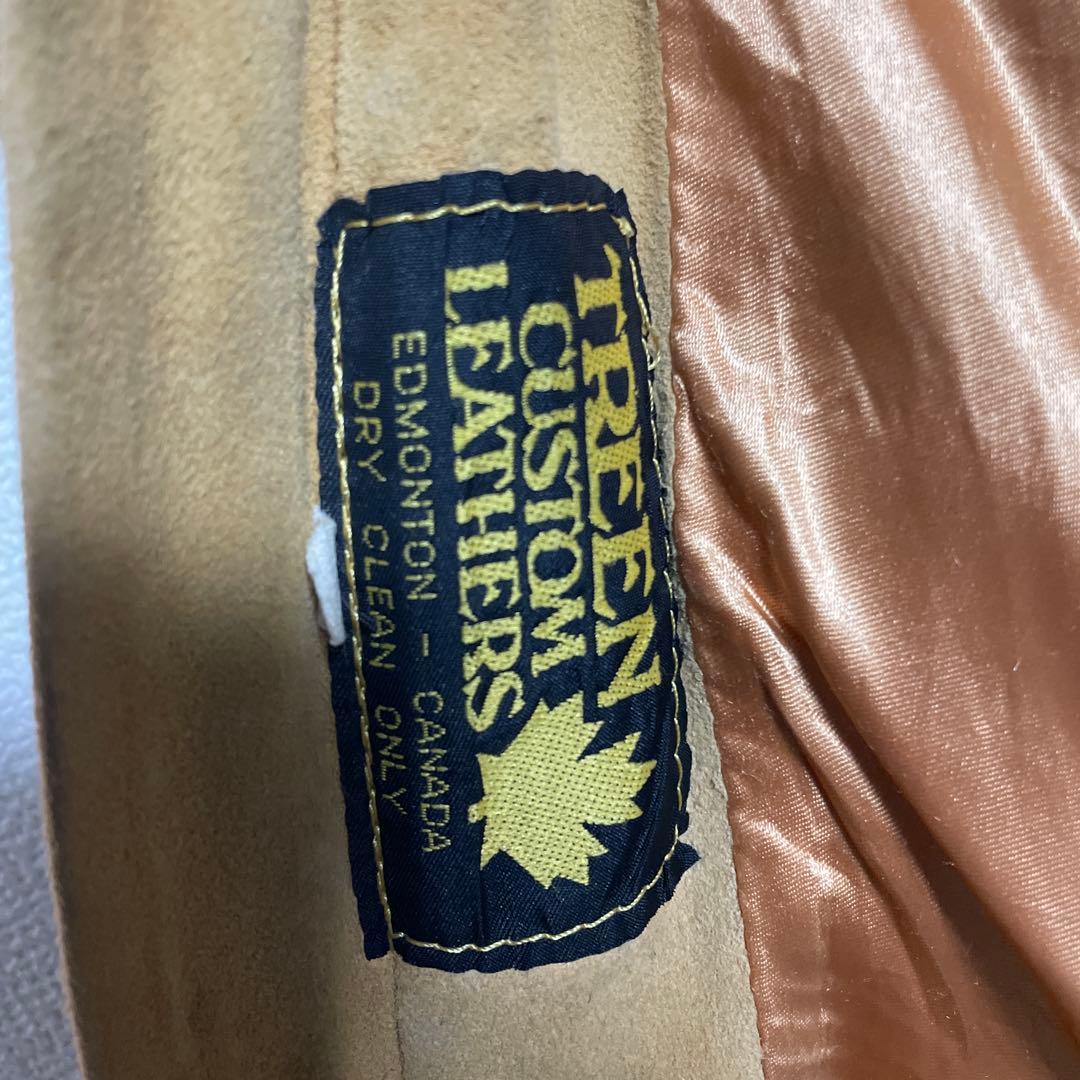 TREEN
CUSTOM
LEATHERS
EDMONTON - CANADA
DRY CLEAN ONLY